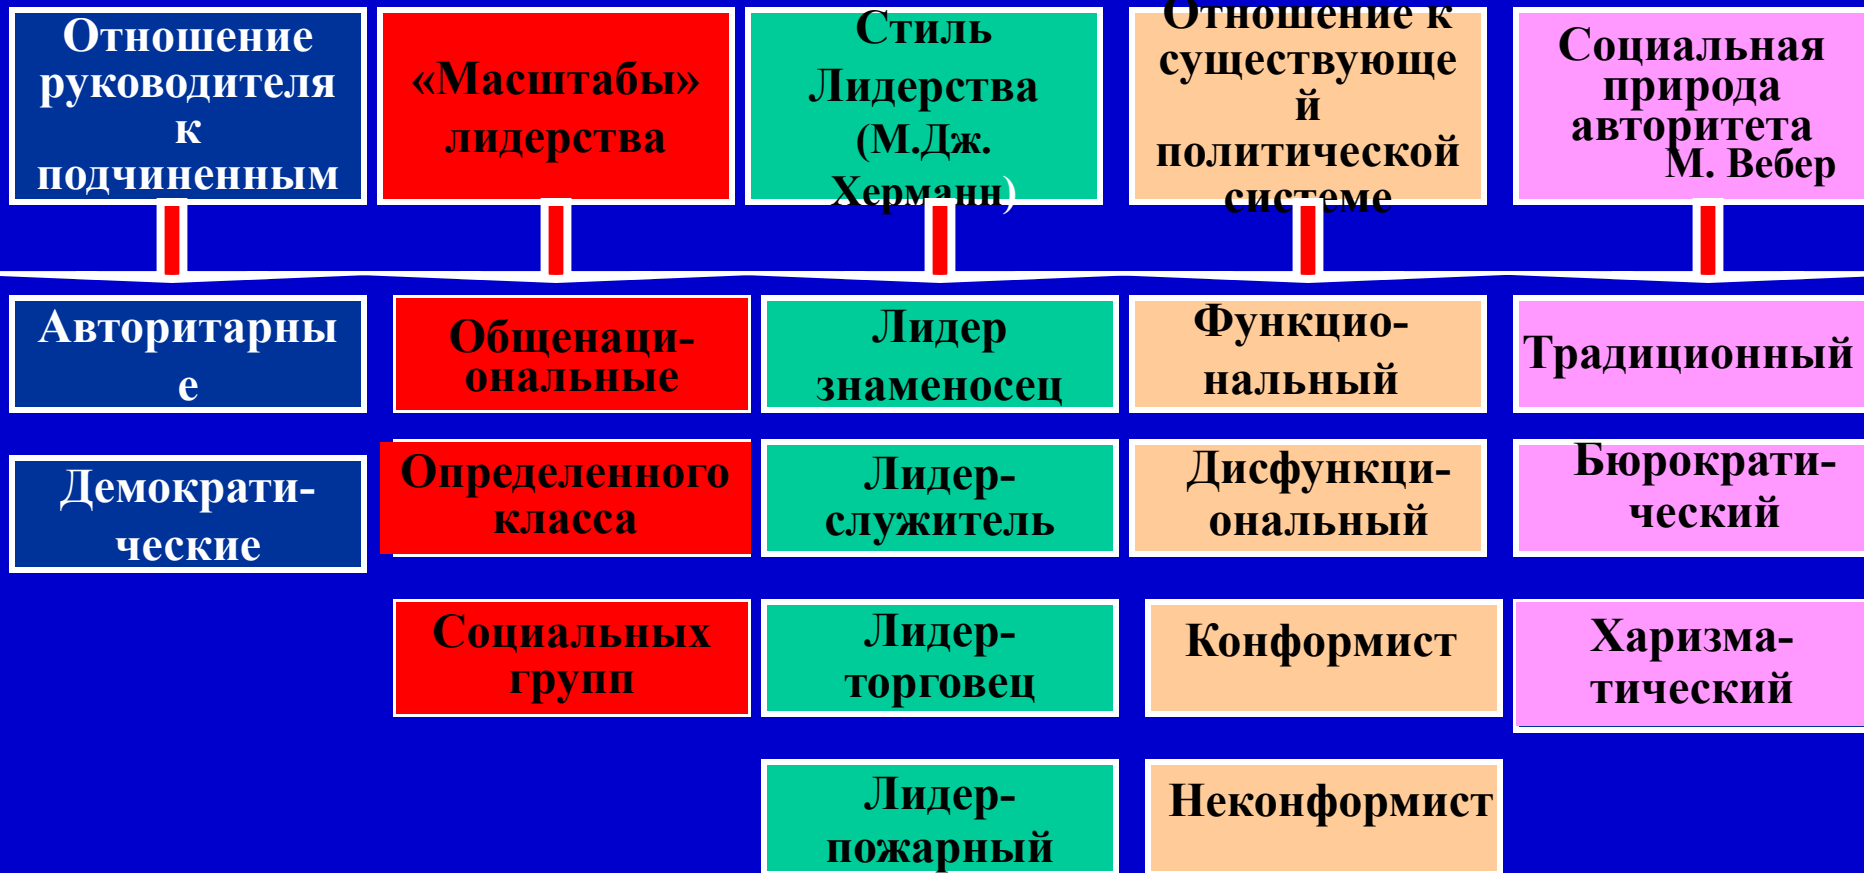 Отношение
руководителя
к
подчиненным
«Масштабы»
лидерства
Стиль
Лидерства
(М.Дж.
Херманн)
Отношение к
существующе
й
политической
системе
Социальная
природа
авторитета
М. Вебер
Авторитарны
е
Демократи-
ческие
Общенаци-
ональные
Определенного
класса
Социальных
групп
Лидер
знаменосец
Лидер-
служитель
Лидер-
торговец
Лидер-
пожарный
Функцио-
нальный
Дисфункци-
ональный
Конформист
Неконформист
Традиционный
Бюрократи-
ческий
Харизма-
тический